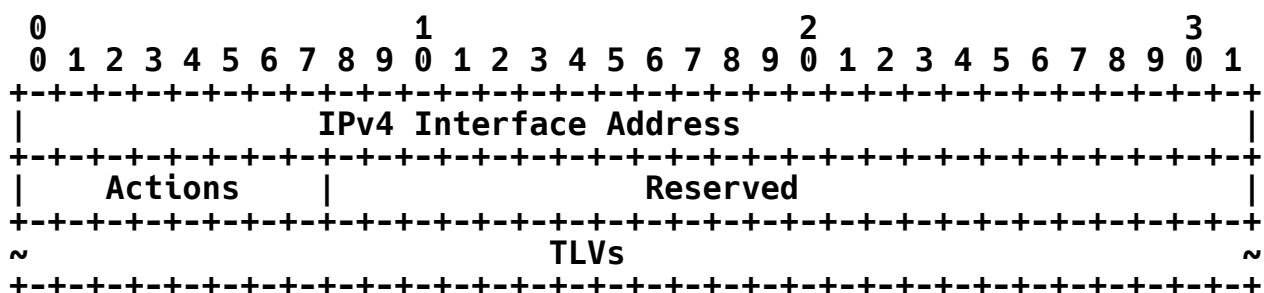 0                   1                   2                   3
 0 1 2 3 4 5 6 7 8 9 0 1 2 3 4 5 6 7 8 9 0 1 2 3 4 5 6 7 8 9 0 1
+-+-+-+-+-+-+-+-+-+-+-+-+-+-+-+-+-+-+-+-+-+-+-+-+-+-+-+-+-+-+-+-+
|               IPv4 Interface Address                          |
+-+-+-+-+-+-+-+-+-+-+-+-+-+-+-+-+-+-+-+-+-+-+-+-+-+-+-+-+-+-+-+-+
|    Actions    |                Reserved                       |
+-+-+-+-+-+-+-+-+-+-+-+-+-+-+-+-+-+-+-+-+-+-+-+-+-+-+-+-+-+-+-+-+
~                           TLVs                                ~
+-+-+-+-+-+-+-+-+-+-+-+-+-+-+-+-+-+-+-+-+-+-+-+-+-+-+-+-+-+-+-+-+